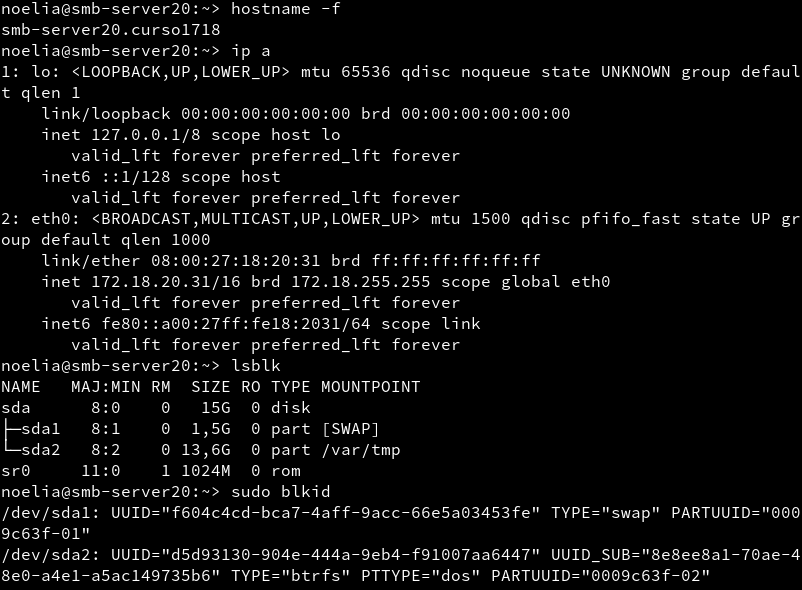 noelia@smb-server20:~> hostname -f
smb-server20.curso1718
noelia@smb-server20:~> ip a
1: lo: <LOOPBACK,UP,LOWER_UP> mtu 65536 qdisc noqueue state UNKNOWN group defaul
t qlen 1
    link/loopback 00:00:00:00:00:00 brd 00:00:00:00:00:00
    inet 127.0.0.1/8 scope host lo
       valid_lft forever preferred_lft forever
    inet6 ::1/128 scope host
       valid_lft forever preferred_lft forever
2: eth0: <BROADCAST,MULTICAST,UP,LOWER_UP> mtu 1500 qdisc pfifo_fast state UP gr
oup default qlen 1000
    link/ether 08:00:27:18:20:31 brd ff:ff:ff:ff:ff:ff
    inet 172.18.20.31/16 brd 172.18.255.255 scope global eth0
       valid_lft forever preferred_lft forever
    inet6 fe80::a00:27ff:fe18:2031/64 scope link
       valid_lft forever preferred_lft forever
noelia@smb-server20:~> lsblk
NAME   MAJ:MIN RM  SIZE RO TYPE MOUNTPOINT
sda      8:0    0   15G  0 disk
├─sda1   8:1    0  1,5G  0 part [SWAP]
└─sda2   8:2    0 13,6G  0 part /var/tmp
sr0     11:0    1 1024M  0 rom
noelia@smb-server20:~> sudo blkid
/dev/sda1: UUID="f604c4cd-bca7-4aff-9acc-66e5a03453fe" TYPE="swap" PARTUUID="000
9c63f-01"
/dev/sda2: UUID="d5d93130-904e-444a-9eb4-f91007aa6447" UUID_SUB="8e8ee8a1-70ae-4
8e0-a4e1-a5ac149735b6" TYPE="btrfs" PTTYPE="dos" PARTUUID="0009c63f-02"